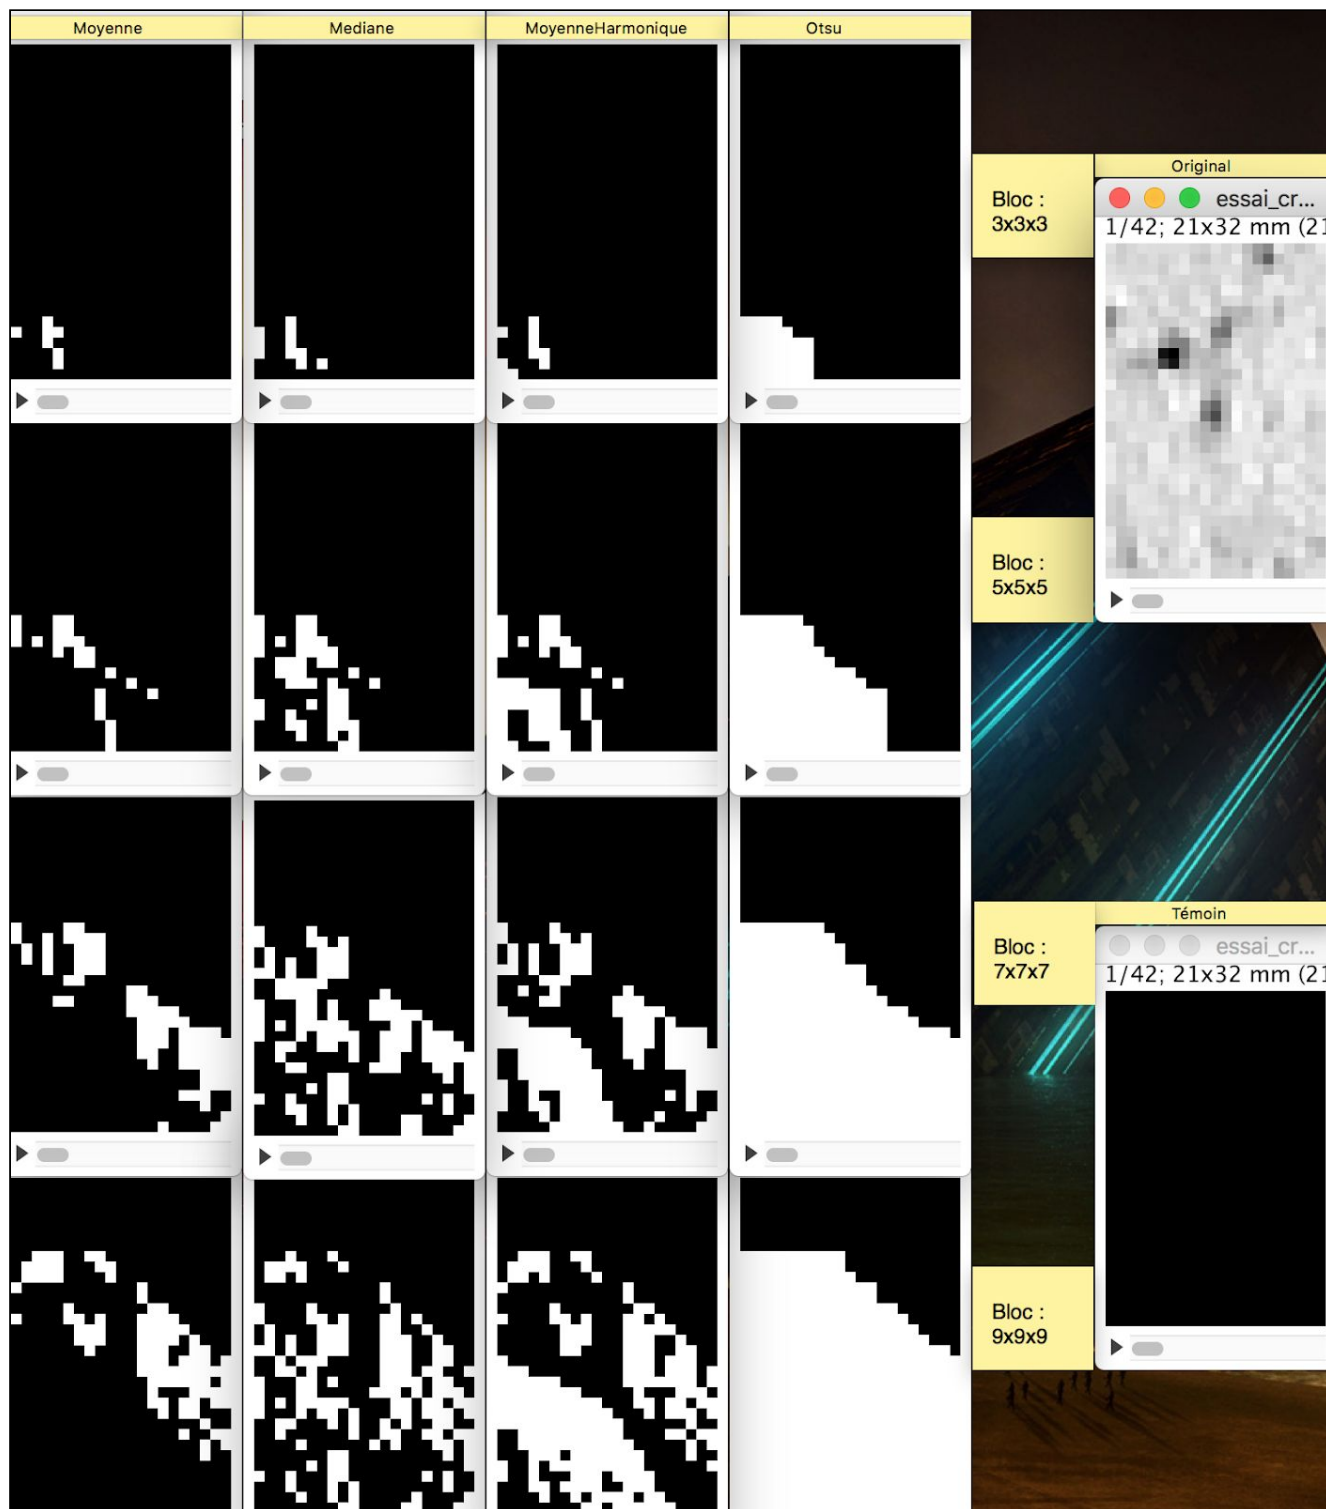 Moyenne
Mediane
MoyenneHarmonique
Otsu
Bloc :
3x3x3
Original
essai_cr...
1/42; 21x32 mm (21
Bloc :
5x5x5
Bloc :
7x7x7
Témoin
essai_cr...
1/42; 21x32 mm (21
Bloc :
9x9x9